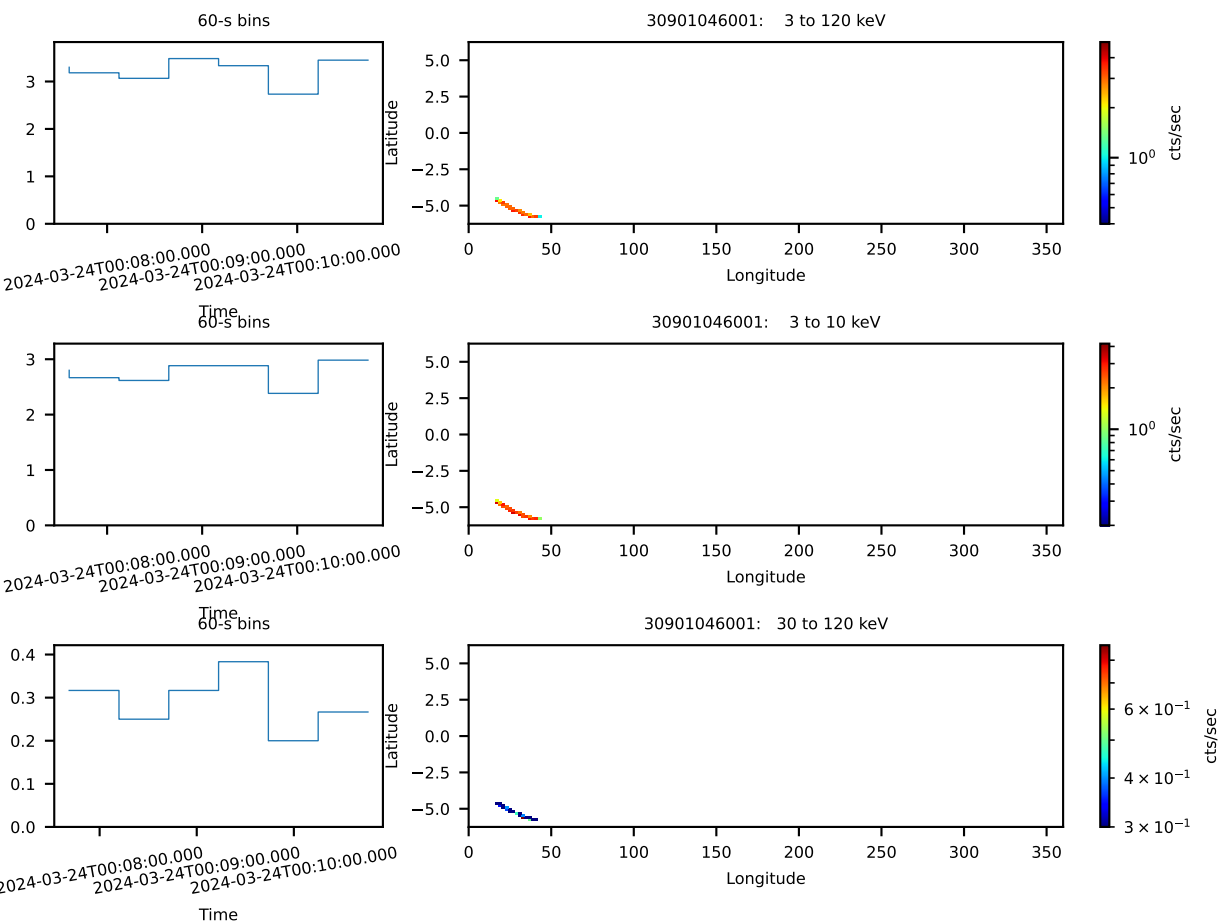 60-s bins
30901046001:    3 to 120 keV
3
2
1
0
2024-03-24T00:08:00.000
2024-03-24T00:09:00.000
2024-03-24T00:10:00.000
Time
Latitude
5.0
2.5
0.0
−2.5
−5.0
0 50 100 150 200 250 300 350
Longitude
10⁰
cts/sec
60-s bins
30901046001:    3 to 10 keV
3
2
1
0
2024-03-24T00:08:00.000
2024-03-24T00:09:00.000
2024-03-24T00:10:00.000
Time
Latitude
5.0
2.5
0.0
−2.5
−5.0
0 50 100 150 200 250 300 350
Longitude
10⁰
cts/sec
60-s bins
30901046001:   30 to 120 keV
0.4
0.3
0.2
0.1
0.0
2024-03-24T00:08:00.000
2024-03-24T00:09:00.000
2024-03-24T00:10:00.000
Time
Latitude
5.0
2.5
0.0
−2.5
−5.0
0 50 100 150 200 250 300 350
Longitude
6 × 10⁻¹
4 × 10⁻¹
3 × 10⁻¹
cts/sec